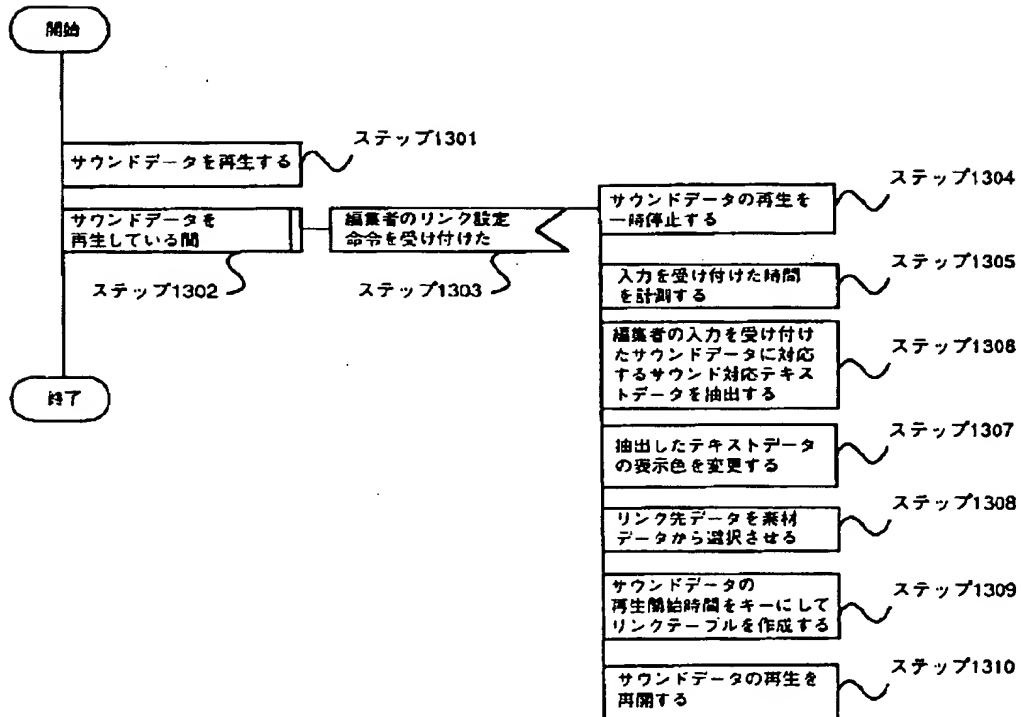 開始
サウンドデータを再生する
ステップ1301
サウンドデータを
再生している間
ステップ1302
編集者のリンク設定
命令を受け付けた
ステップ1303
サウンドデータの再生を
一時停止する
ステップ1304
入力を受け付けた時間
を計測する
ステップ1305
編集者の入力を受け付け
たサウンドデータに対応
するサウンド対応テキス
トデータを抽出する
ステップ1308
抽出したテキストデータ
の表示色を変更する
ステップ1307
リンク先データを素材
データから選択させる
ステップ1308
サウンドデータの
再生開始時間をキーにして
リンクテーブルを作成する
ステップ1309
サウンドデータの再生を
再開する
ステップ1310
終了